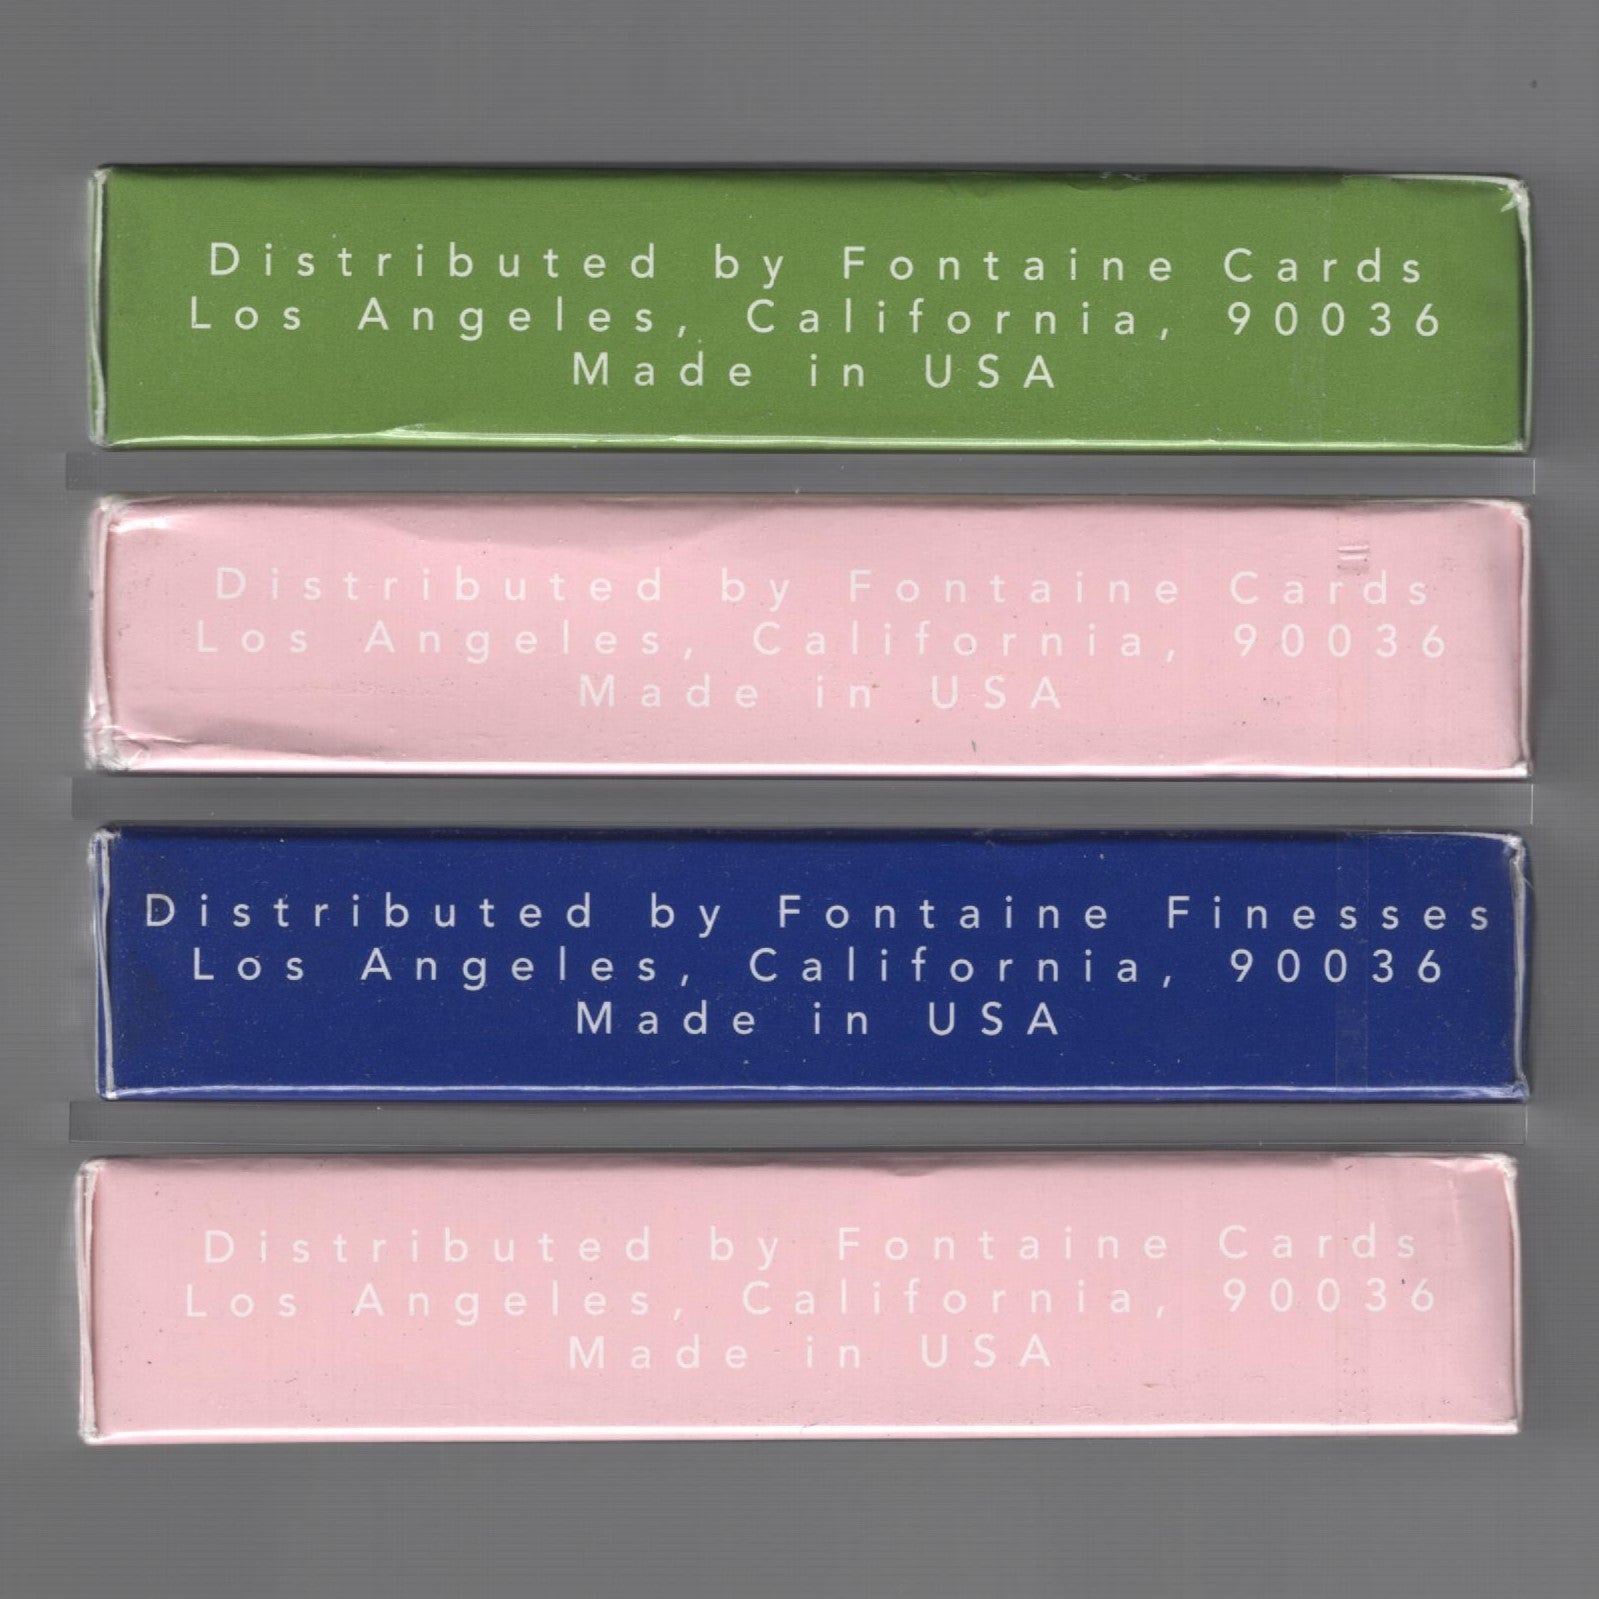 Distributed by Fontaine Cards
Los Angeles, California, 90036
Made in USA
Distributed by Fontaine Cards
Los Angeles, California, 90036
Made in USA
Distributed by Fontaine Finesses
Los Angeles, California, 90036
Made in USA
Distributed by Fontaine Cards
Los Angeles, California, 90036
Made in USA